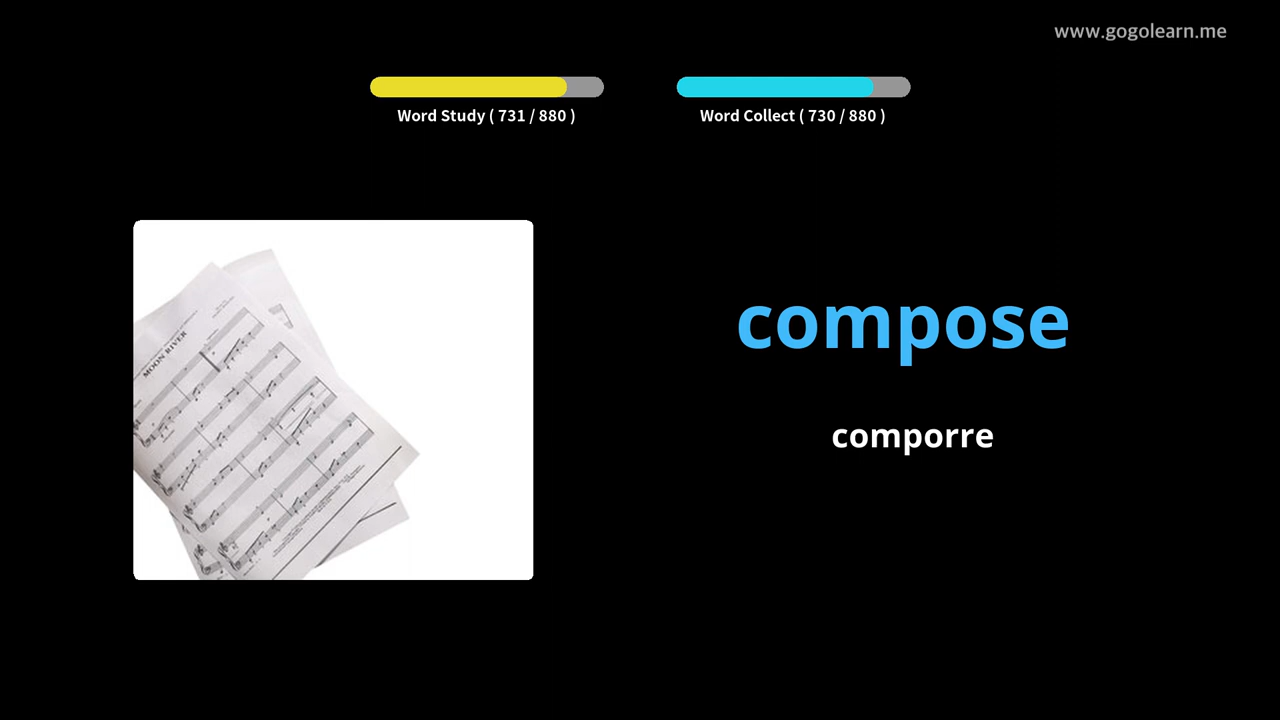 www.gogolearn.me
Word Study ( 731 / 880 )
Word Collect ( 730 / 880 )
MOON RIVER
compose
comporre